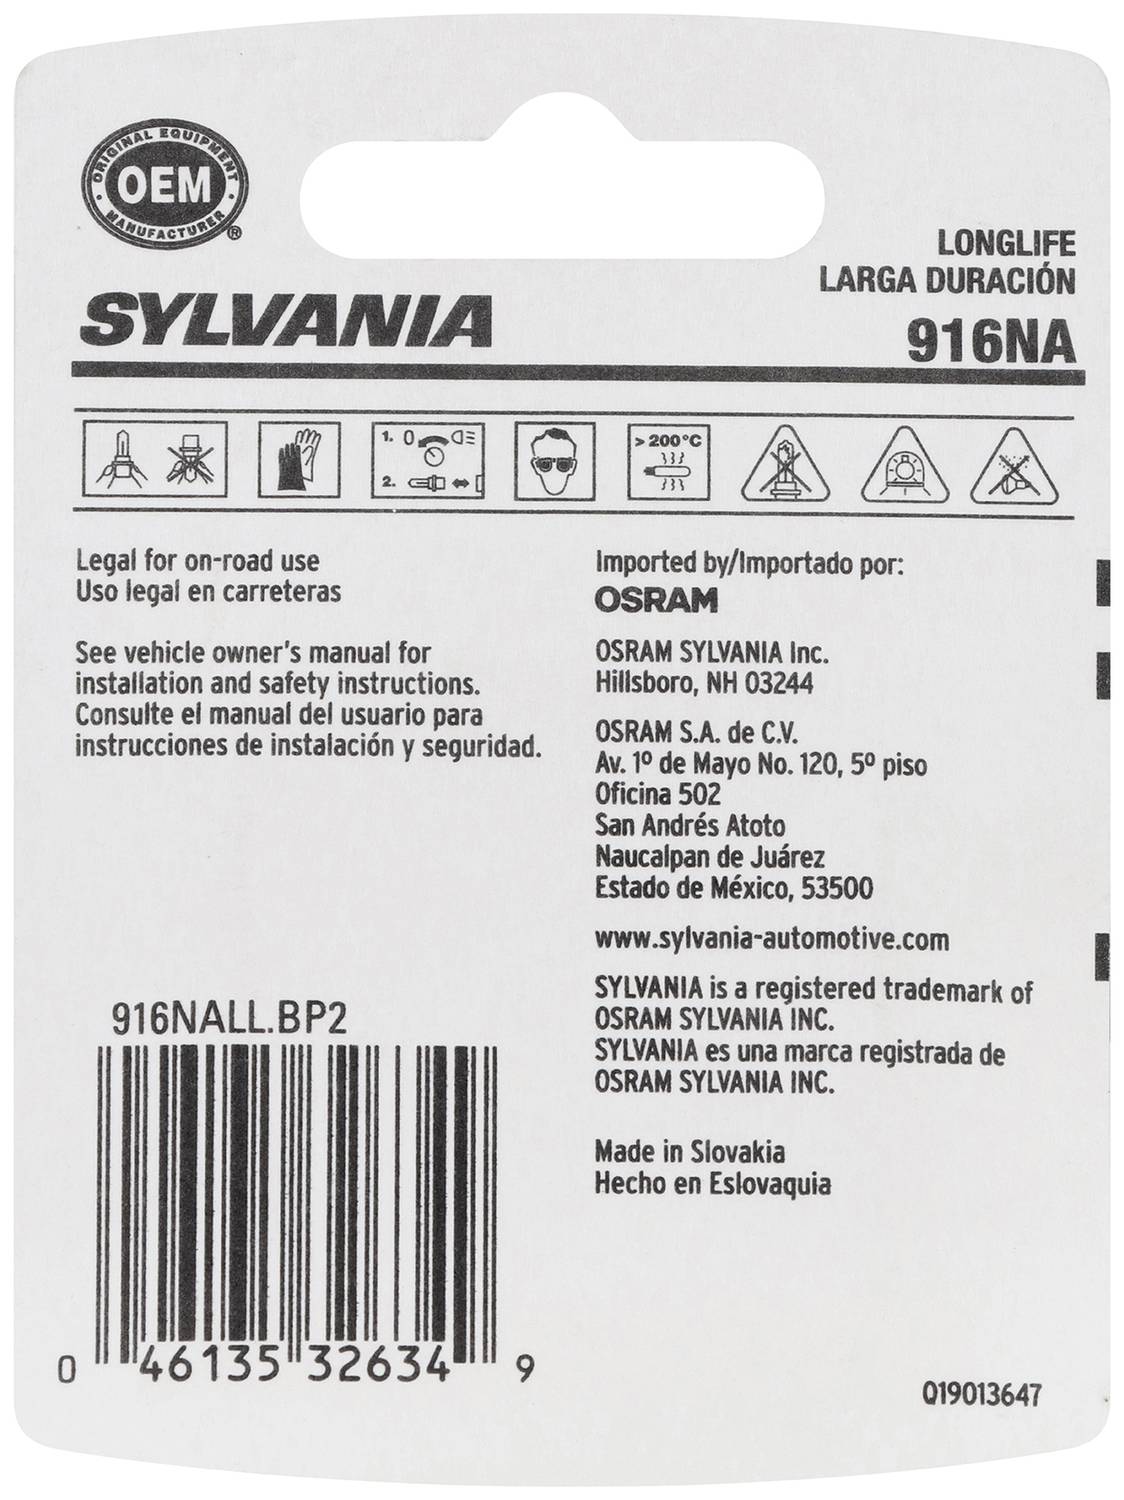 ORIGINAL EQUIPMENT
OEM
MANUFACTURER
®
SYLVANIA
LONGLIFE
LARGA DURACIÓN
916NA
1. 0
2.
> 200°C
Legal for on-road use
Uso legal en carreteras
See vehicle owner's manual for
installation and safety instructions.
Consulte el manual del usuario para
instrucciones de instalación y seguridad.
Imported by/Importado por:
OSRAM
OSRAM SYLVANIA Inc.
Hillsboro, NH 03244
OSRAM S.A. de C.V.
Av. 1º de Mayo No. 120, 5º piso
Oficina 502
San Andrés Atoto
Naucalpan de Juárez
Estado de México, 53500
www.sylvania-automotive.com
SYLVANIA is a registered trademark of
OSRAM SYLVANIA INC.
SYLVANIA es una marca registrada de
OSRAM SYLVANIA INC.
Made in Slovakia
Hecho en Eslovaquia
916NALL.BP2
0 46135 32634 9
Q19013647